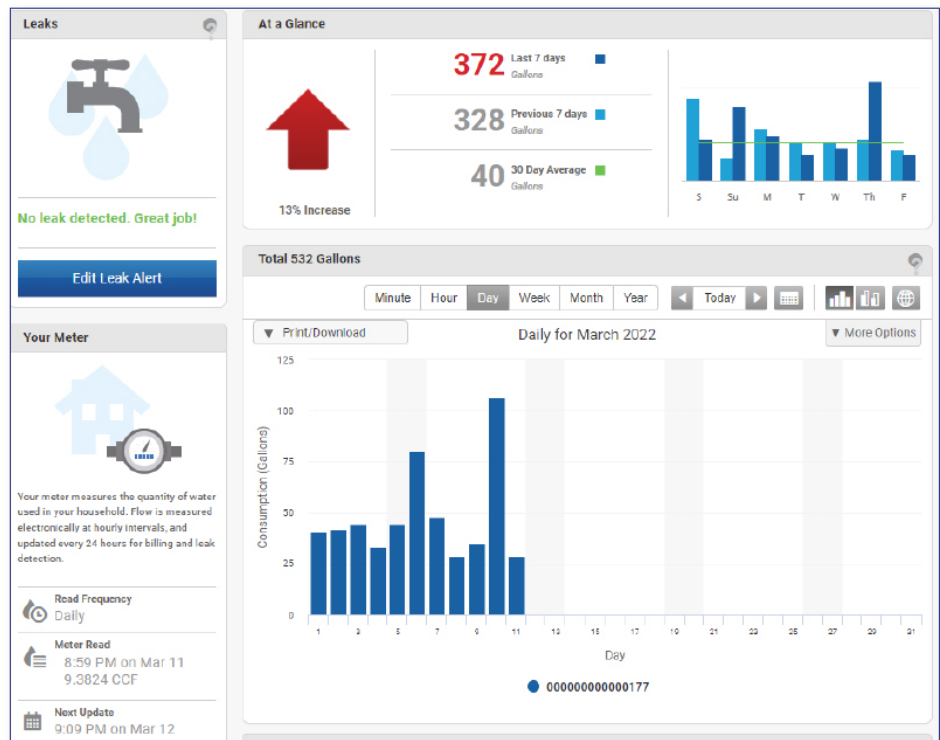 Leaks
No leak detected. Great job!
Edit Leak Alert
Your Meter
Your meter measures the quantity of water
used in your household. Flow is measured
electronically at hourly intervals, and
updated every 24 hours for billing and leak
detection.
Read Frequency
Daily
Meter Read
8:59 PM on Mar 11
9.3824 CCF
Next Update
9:09 PM on Mar 12
At a Glance
13% Increase
372 Last 7 days
Gallons
328 Previous 7 days
Gallons
40 30 Day Average
Gallons
S Su M T W Th F
Total 532 Gallons
Minute Hour Day Week Month Year Today
Print/Download
Daily for March 2022
More Options
Consumption (Gallons)
125
100
75
50
25
0
1 3 5 7 9 11 13 15 17 19 21 23 25 27 29 31
Day
000000000000177